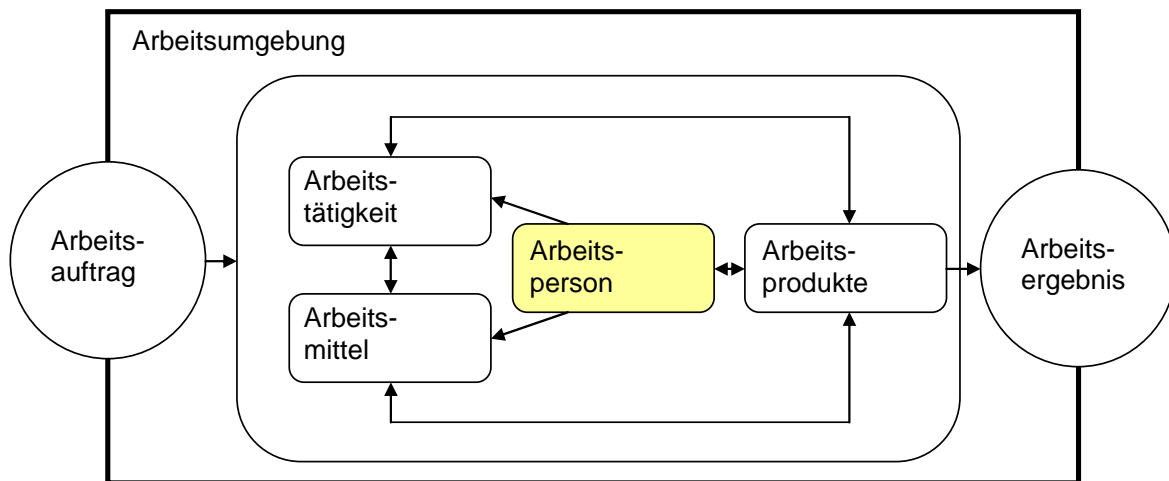 Arbeitsumgebung
Arbeits-
auftrag
Arbeits-
tätigkeit
Arbeits-
mittel
Arbeits-
person
Arbeits-
produkte
Arbeits-
ergebnis